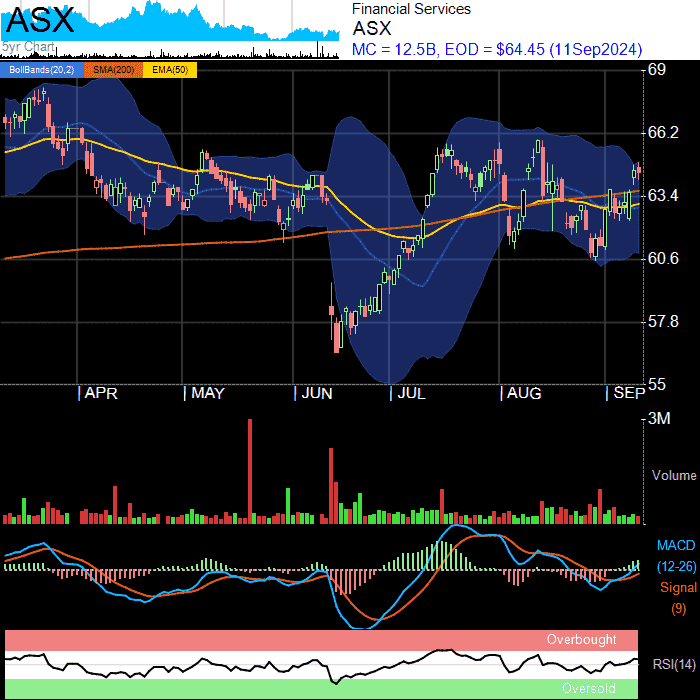 ASX
5yr Chart
Financial Services
ASX
MC = 12.5B, EOD = $64.45 (11Sep2024)
BollBands(20,2) SMA(200) EMA(50)
69
66.2
63.4
60.6
57.8
55
| APR | MAY | JUN | JUL | AUG | SEP
3M
Volume
MACD
(12-26)
Signal
(9)
Overbought
RSI(14)
Oversold